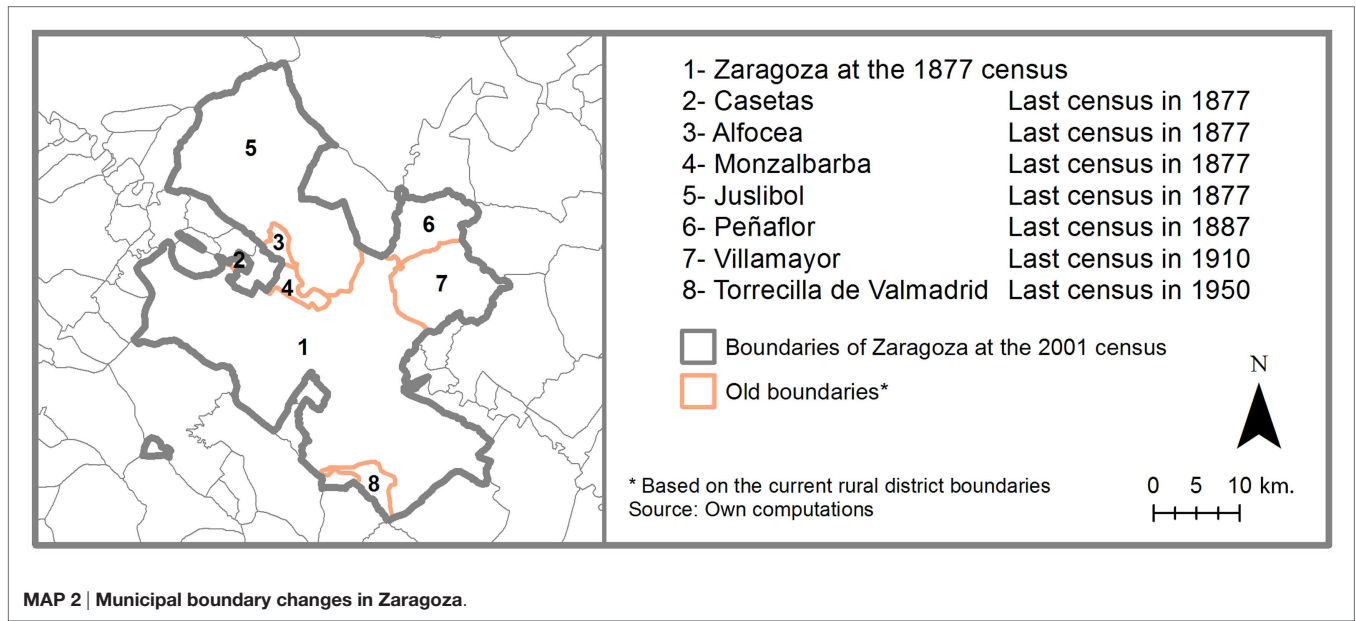 5
6
3
2
7
4
1
8
1- Zaragoza at the 1877 census
2- Casetas Last census in 1877
3- Alfocea Last census in 1877
4- Monzalbarba Last census in 1877
5- Juslibol Last census in 1877
6- Peñaflor Last census in 1887
7- Villamayor Last census in 1910
8- Torrecilla de Valmadrid Last census in 1950
Boundaries of Zaragoza at the 2001 census
Old boundaries*
N
* Based on the current rural district boundaries
Source: Own computations
0 5 10 km.
MAP 2 | Municipal boundary changes in Zaragoza.